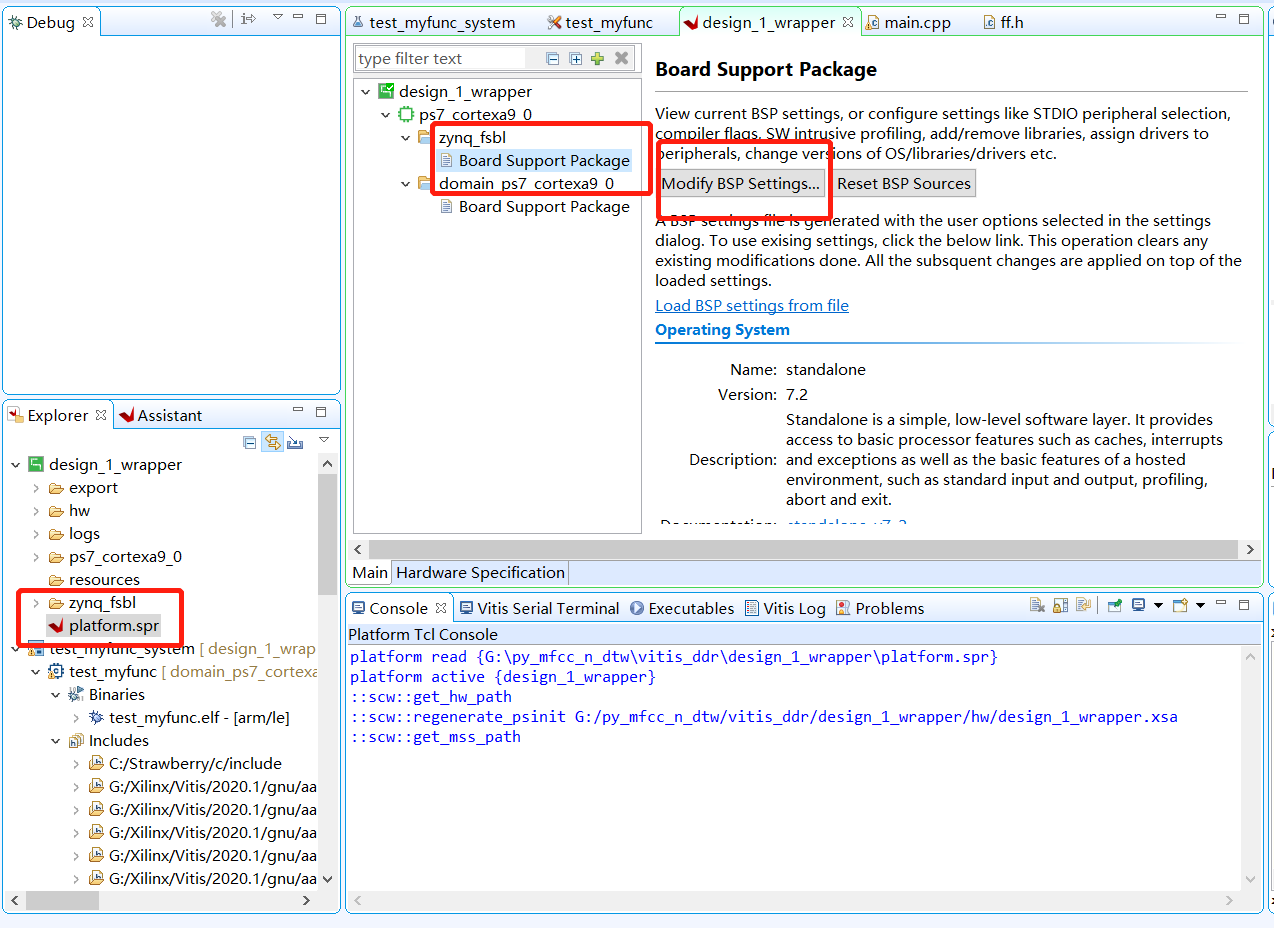 Debug
test_myfunc_system
test_myfunc
design_1_wrapper
main.cpp
ff.h
type filter text
design_1_wrapper
ps7_cortexa9_0
zynq_fsbl
Board Support Package
domain_ps7_cortexa9_0
Board Support Package
Board Support Package
View current BSP settings, or configure settings like STDIO peripheral selection,
compiler flags, SW intrusive profiling, add/remove libraries, assign drivers to
peripherals, change versions of OS/libraries/drivers etc.
Modify BSP Settings...
Reset BSP Sources
A BSP settings file is generated with the user options selected in the settings
dialog. To use exising settings, click the below link. This operation clears any
existing modifications done. All the subsquent changes are applied on top of the
loaded settings.
Load BSP settings from file
Operating System
Name: standalone
Version: 7.2
Description: Standalone is a simple, low-level software layer. It provides
access to basic processor features such as caches, interrupts
and exceptions as well as the basic features of a hosted
environment, such as standard input and output, profiling,
abort and exit.
Documentation: standalone_v7_2
Main
Hardware Specification
Explorer
Assistant
design_1_wrapper
export
hw
logs
ps7_cortexa9_0
resources
zynq_fsbl
platform.spr
test_myfunc_system [ design_1_wrap
test_myfunc [ domain_ps7_cortexa
Binaries
test_myfunc.elf - [arm/le]
Includes
C:/Strawberry/c/include
G:/Xilinx/Vitis/2020.1/gnu/aa
G:/Xilinx/Vitis/2020.1/gnu/aa
G:/Xilinx/Vitis/2020.1/gnu/aa
G:/Xilinx/Vitis/2020.1/gnu/aa
G:/Xilinx/Vitis/2020.1/gnu/aa
Console
Vitis Serial Terminal
Executables
Vitis Log
Problems
Platform Tcl Console
platform read {G:\py_mfcc_n_dtw\vitis_ddr\design_1_wrapper\platform.spr}
platform active {design_1_wrapper}
::scw::get_hw_path
::scw::regenerate_psinit G:/py_mfcc_n_dtw/vitis_ddr/design_1_wrapper/hw/design_1_wrapper.xsa
::scw::get_mss_path